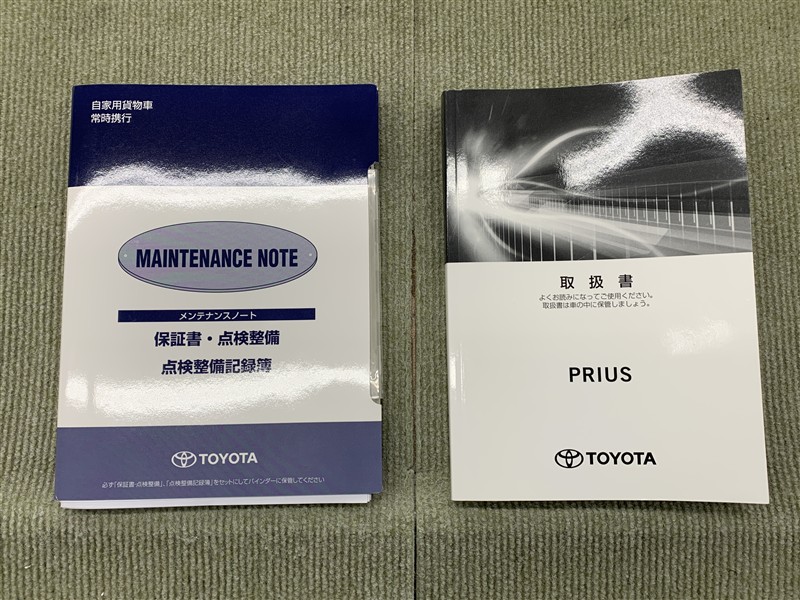 自家用貨物車
常時携行
MAINTENANCE NOTE
メンテナンスノート
保証書・点検整備
点検整備記録簿
TOYOTA
必ず「保証書・点検整備」、「点検整備記録簿」をセットにしてバインダーに保管してください
取扱書
よくお読みになってご使用ください。
取扱書は車の中に保管しましょう。
PRIUS
TOYOTA